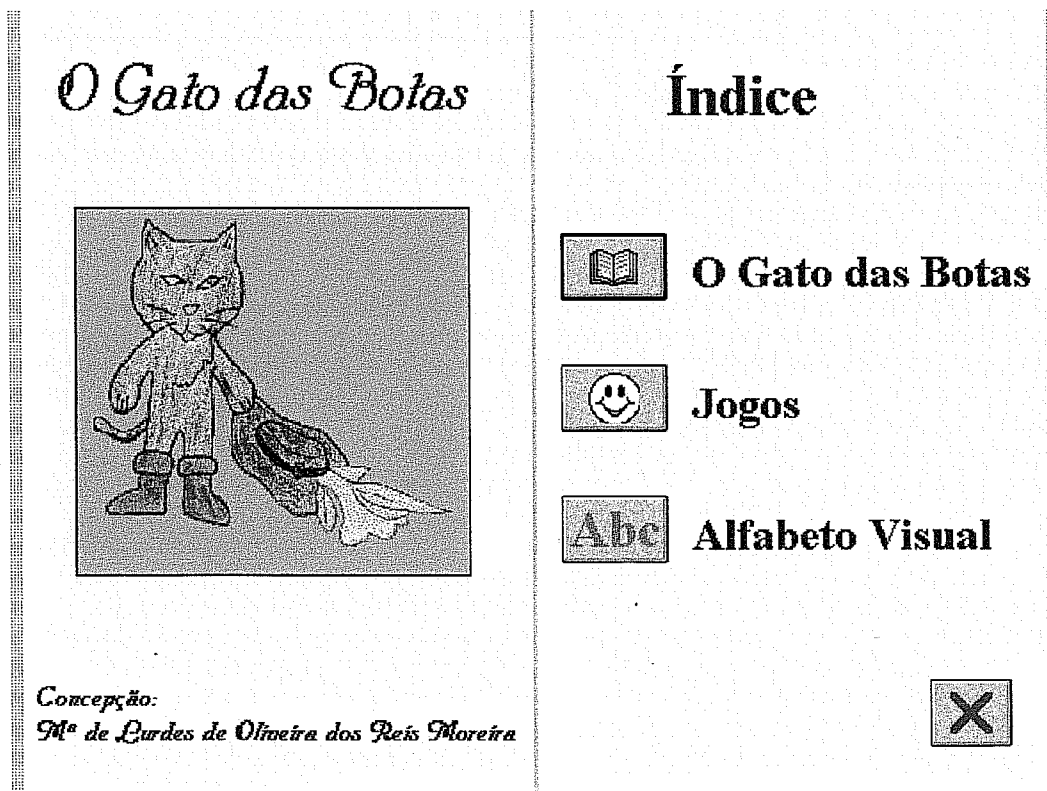 O Gato das Botas
Concepção:
Mª de Lurdes de Oliveira dos Reis Moreira
Índice
O Gato das Botas
Jogos
Abc
Alfabeto Visual